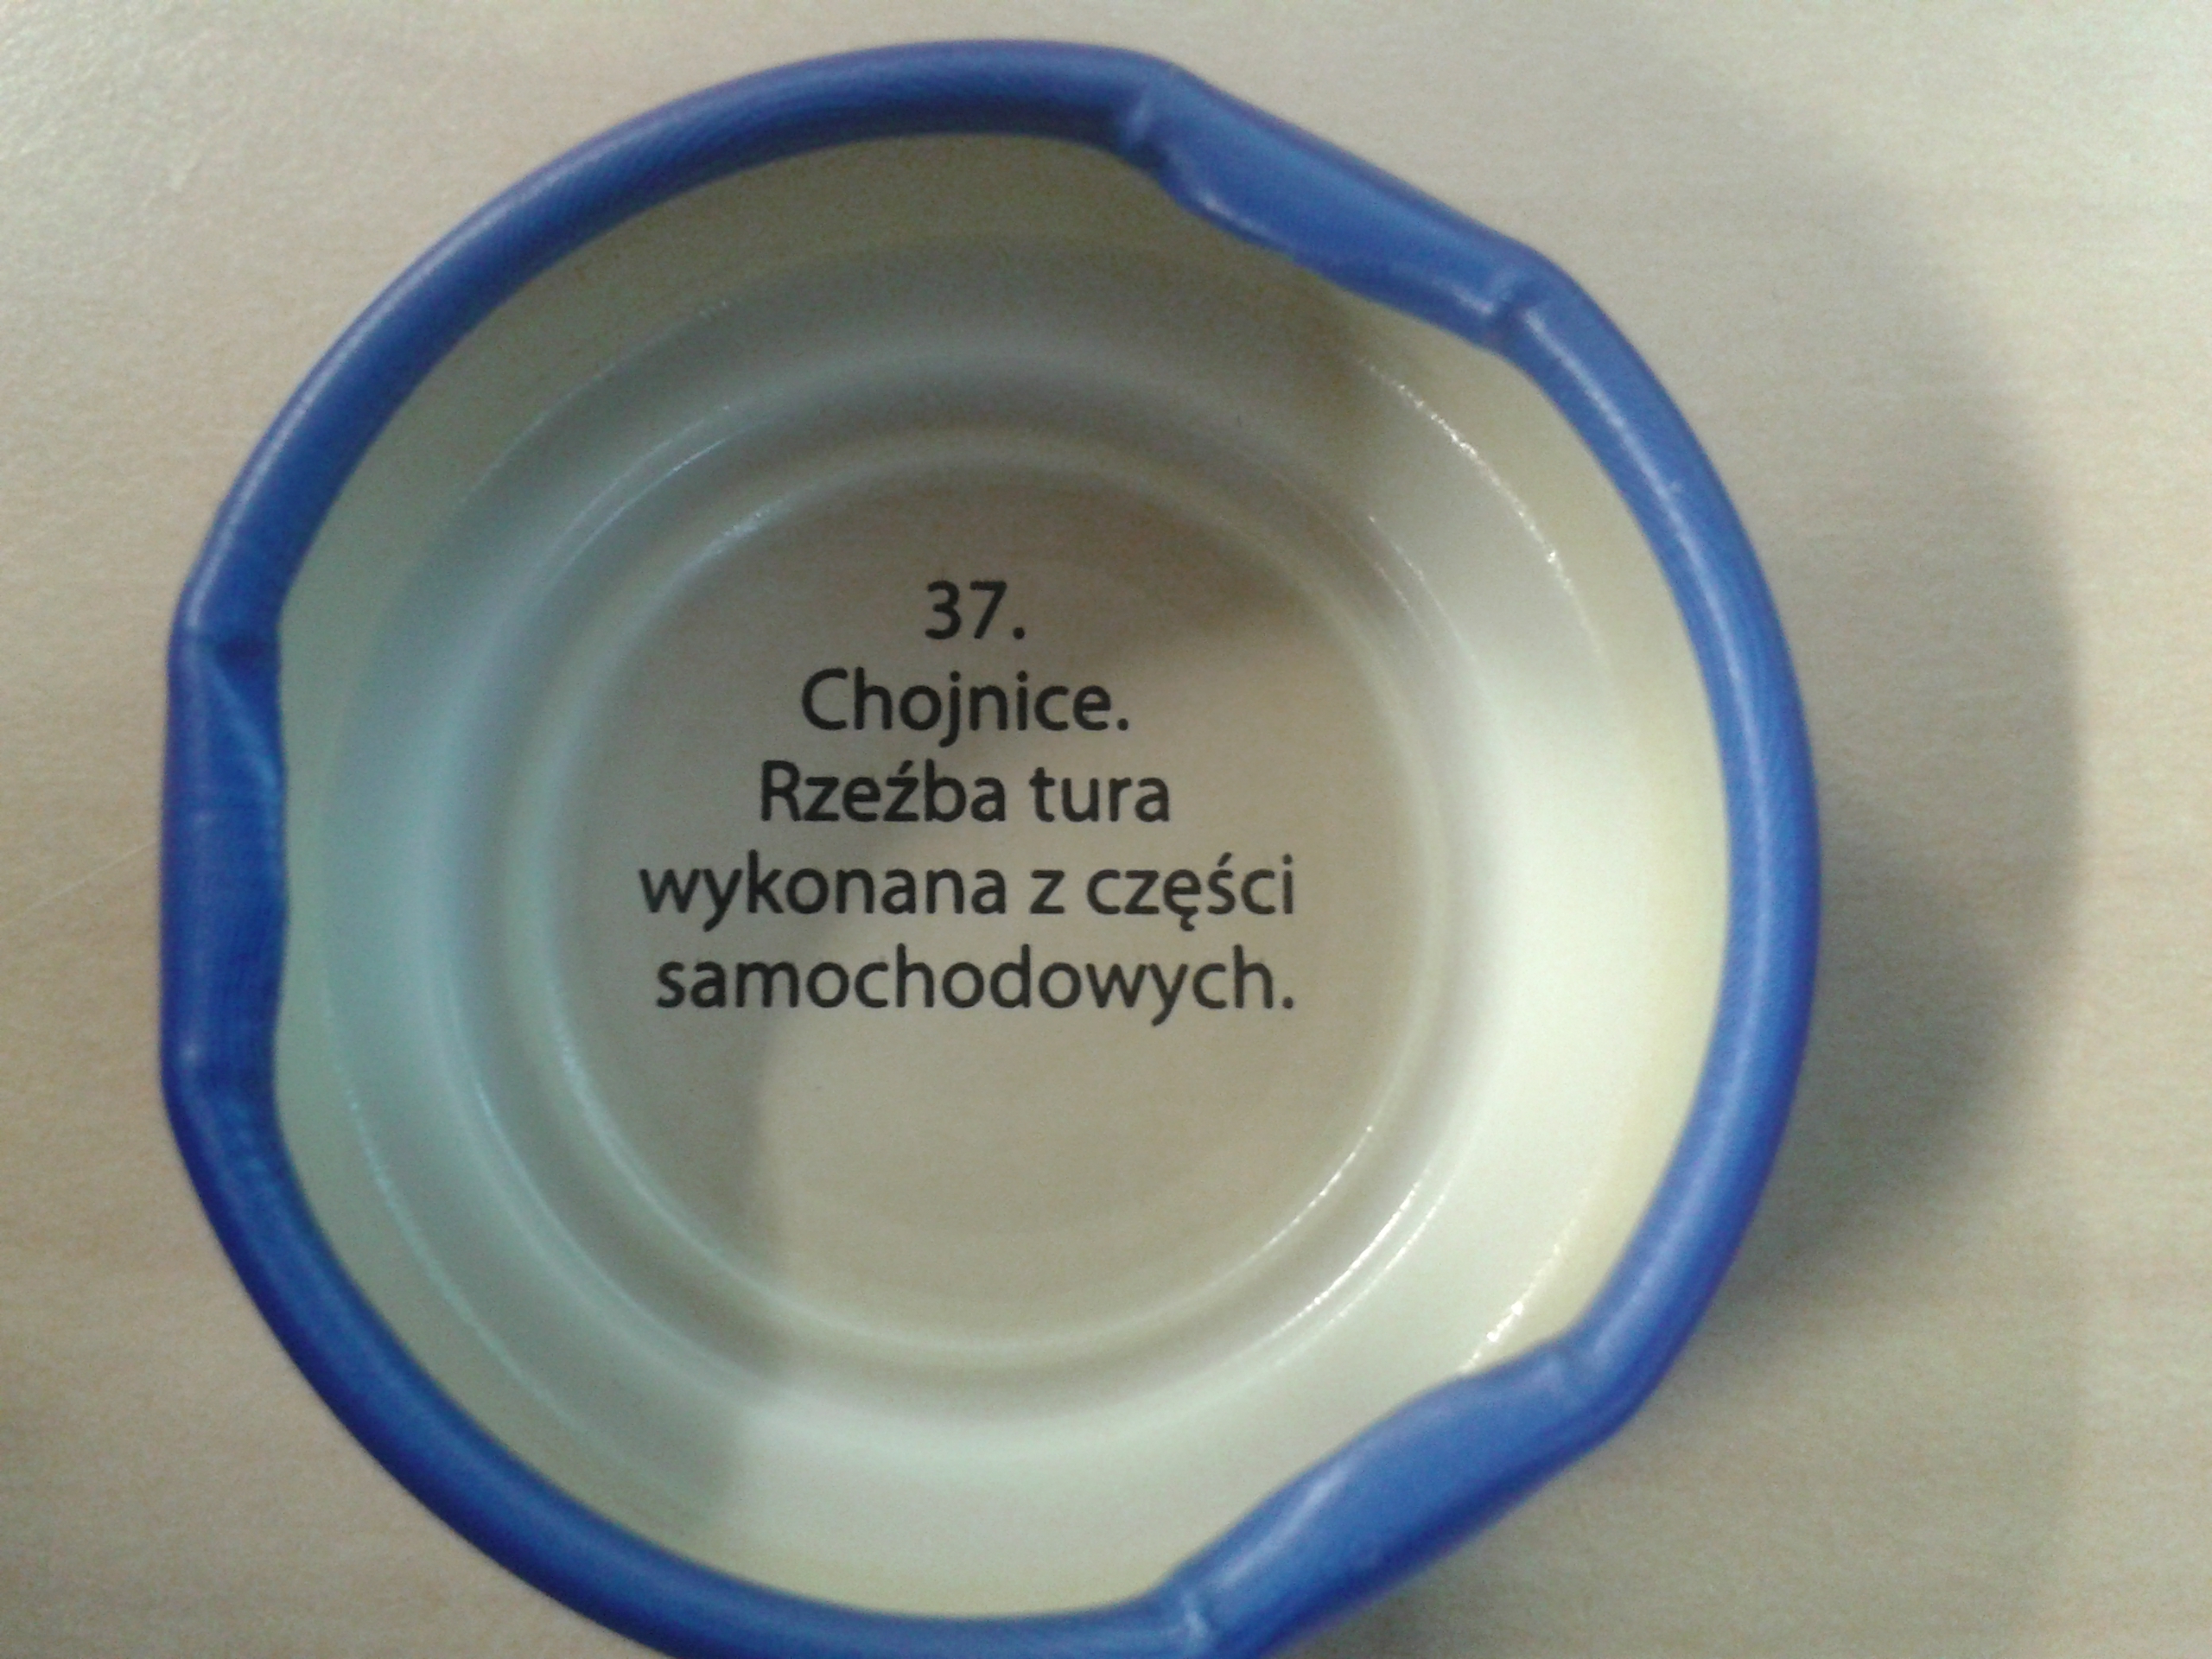 37.
Chojnice.
Rzeźba tura
wykonana z części
samochodowych.